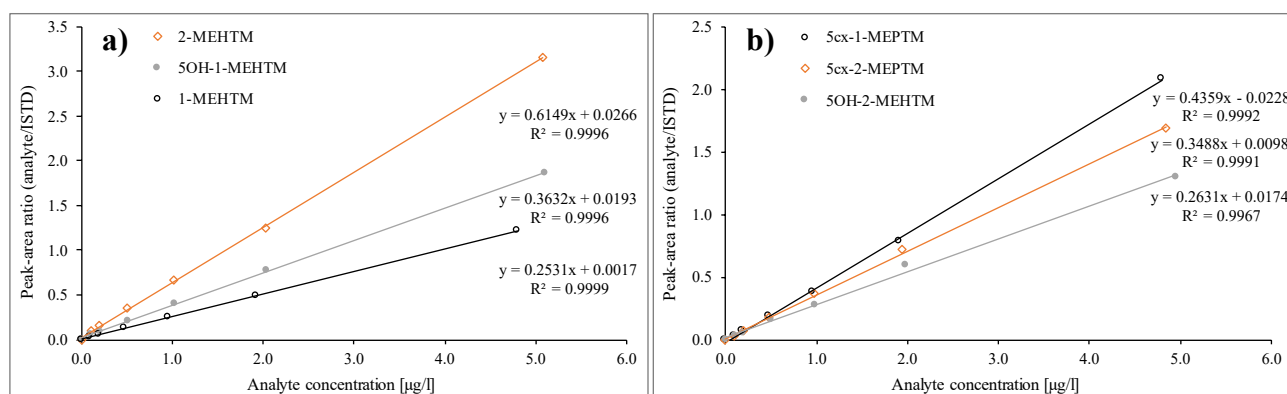 a)
2-MEHTM
5OH-1-MEHTM
1-MEHTM
y = 0.6149x + 0.0266
R² = 0.9996
y = 0.3632x + 0.0193
R² = 0.9996
y = 0.2531x + 0.0017
R² = 0.9999
Peak-area ratio (analyte/ISTD)
3.5
3.0
2.5
2.0
1.5
1.0
0.5
0.0
0.0 1.0 2.0 3.0 4.0 5.0 6.0
Analyte concentration [µg/l]
b)
5cx-1-MEPTM
5cx-2-MEPTM
5OH-2-MEHTM
y = 0.4359x - 0.0228
R² = 0.9992
y = 0.3488x + 0.0098
R² = 0.9991
y = 0.2631x + 0.0174
R² = 0.9967
Peak-area ratio (analyte/ISTD)
2.5
2.0
1.5
1.0
0.5
0.0
0.0 1.0 2.0 3.0 4.0 5.0 6.0
Analyte concentration [µg/l]